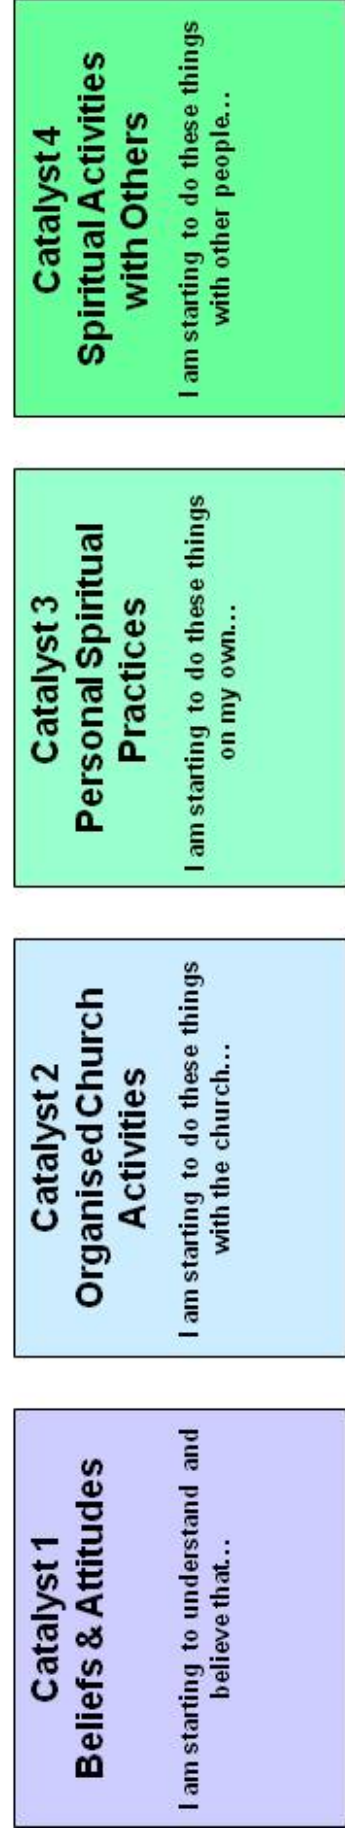 Catalyst 1
Beliefs & Attitudes
I am starting to understand and
believe that...
Catalyst 2
Organised Church
Activities
I am starting to do these things
with the church...
Catalyst 3
Personal Spiritual
Practices
I am starting to do these things
on my own...
Catalyst 4
Spiritual Activities
with Others
I am starting to do these things
with other people...